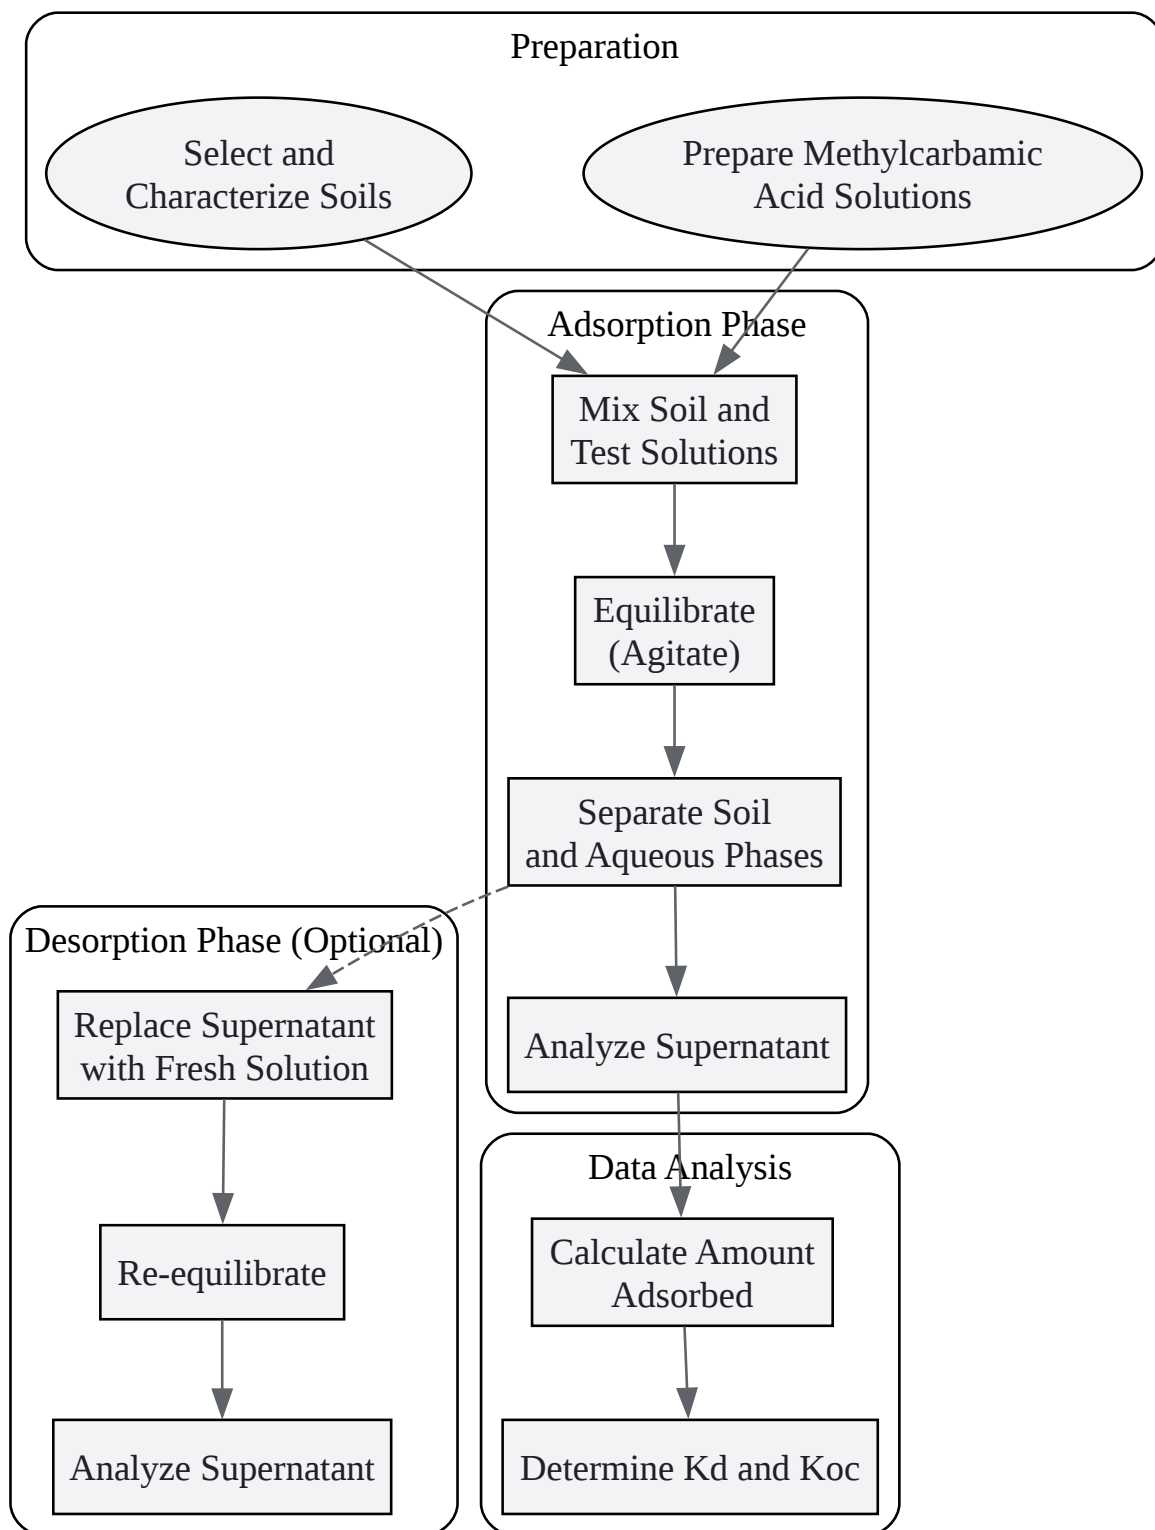 Preparation
Select and
Characterize Soils
Prepare Methylcarbamic
Acid Solutions
Adsorption Phase
Mix Soil and
Test Solutions
Equilibrate
(Agitate)
Separate Soil
and Aqueous Phases
Analyze Supernatant
Desorption Phase (Optional)
Replace Supernatant
with Fresh Solution
Re-equilibrate
Analyze Supernatant
Data Analysis
Calculate Amount
Adsorbed
Determine Kd and Koc